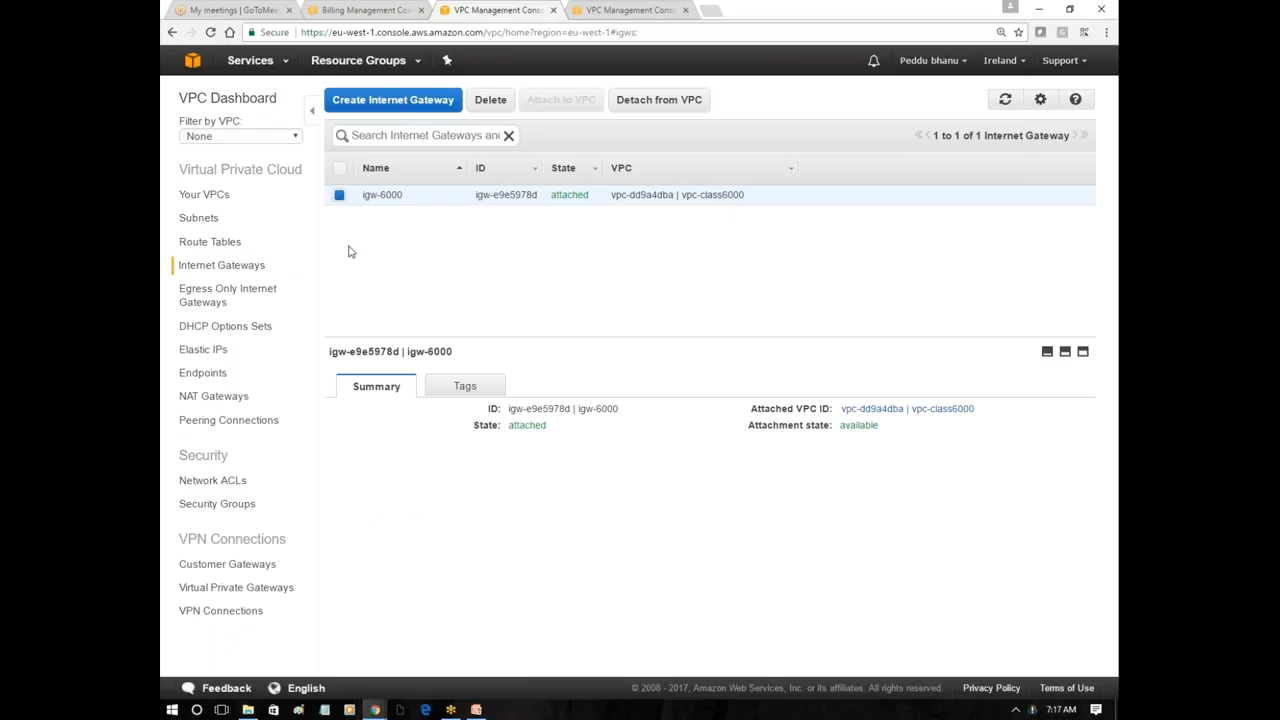 My meetings | GoToMee
Billing Management Con
VPC Management Conso
VPC Management Conso
Secure
https://eu-west-1.console.aws.amazon.com/vpc/home?region=eu-west-1#igws:
Services
Resource Groups
Peddu bhanu
Ireland
Support
VPC Dashboard
Filter by VPC:
None
Virtual Private Cloud
Your VPCs
Subnets
Route Tables
Internet Gateways
Egress Only Internet
Gateways
DHCP Options Sets
Elastic IPs
Endpoints
NAT Gateways
Peering Connections
Security
Network ACLs
Security Groups
VPN Connections
Customer Gateways
Virtual Private Gateways
VPN Connections
Create Internet Gateway
Delete
Attach to VPC
Detach from VPC
Search Internet Gateways and
1 to 1 of 1 Internet Gateway
Name ID State VPC
igw-6000 igw-e9e5978d attached vpc-dd9a4dba | vpc-class6000
igw-e9e5978d | igw-6000
Summary
Tags
ID: igw-e9e5978d | igw-6000
Attached VPC ID: vpc-dd9a4dba | vpc-class6000
State: attached
Attachment state: available
Feedback
English
© 2008 - 2017, Amazon Web Services, Inc. or its affiliates. All rights reserved.
Privacy Policy
Terms of Use
7:17 AM